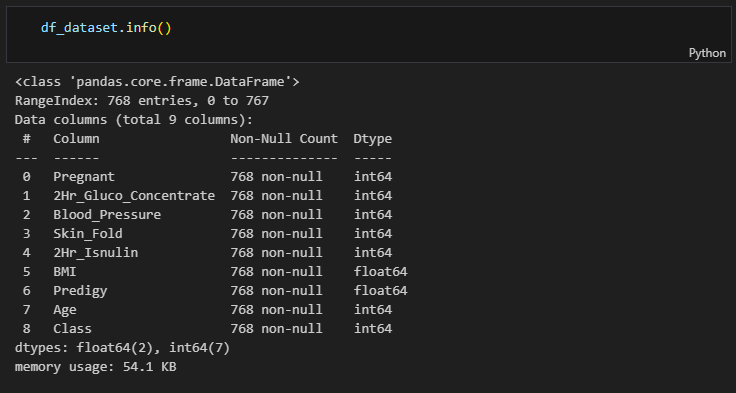 df_dataset.info()
Python
<class 'pandas.core.frame.DataFrame'>
RangeIndex: 768 entries, 0 to 767
Data columns (total 9 columns):
 #   Column                 Non-Null Count  Dtype
---  ------                 --------------  -----
 0   Pregnant               768 non-null    int64
 1   2Hr_Gluco_Concentrate  768 non-null    int64
 2   Blood_Pressure         768 non-null    int64
 3   Skin_Fold              768 non-null    int64
 4   2Hr_Isnulin            768 non-null    int64
 5   BMI                    768 non-null    float64
 6   Predigy                768 non-null    float64
 7   Age                    768 non-null    int64
 8   Class                  768 non-null    int64
dtypes: float64(2), int64(7)
memory usage: 54.1 KB